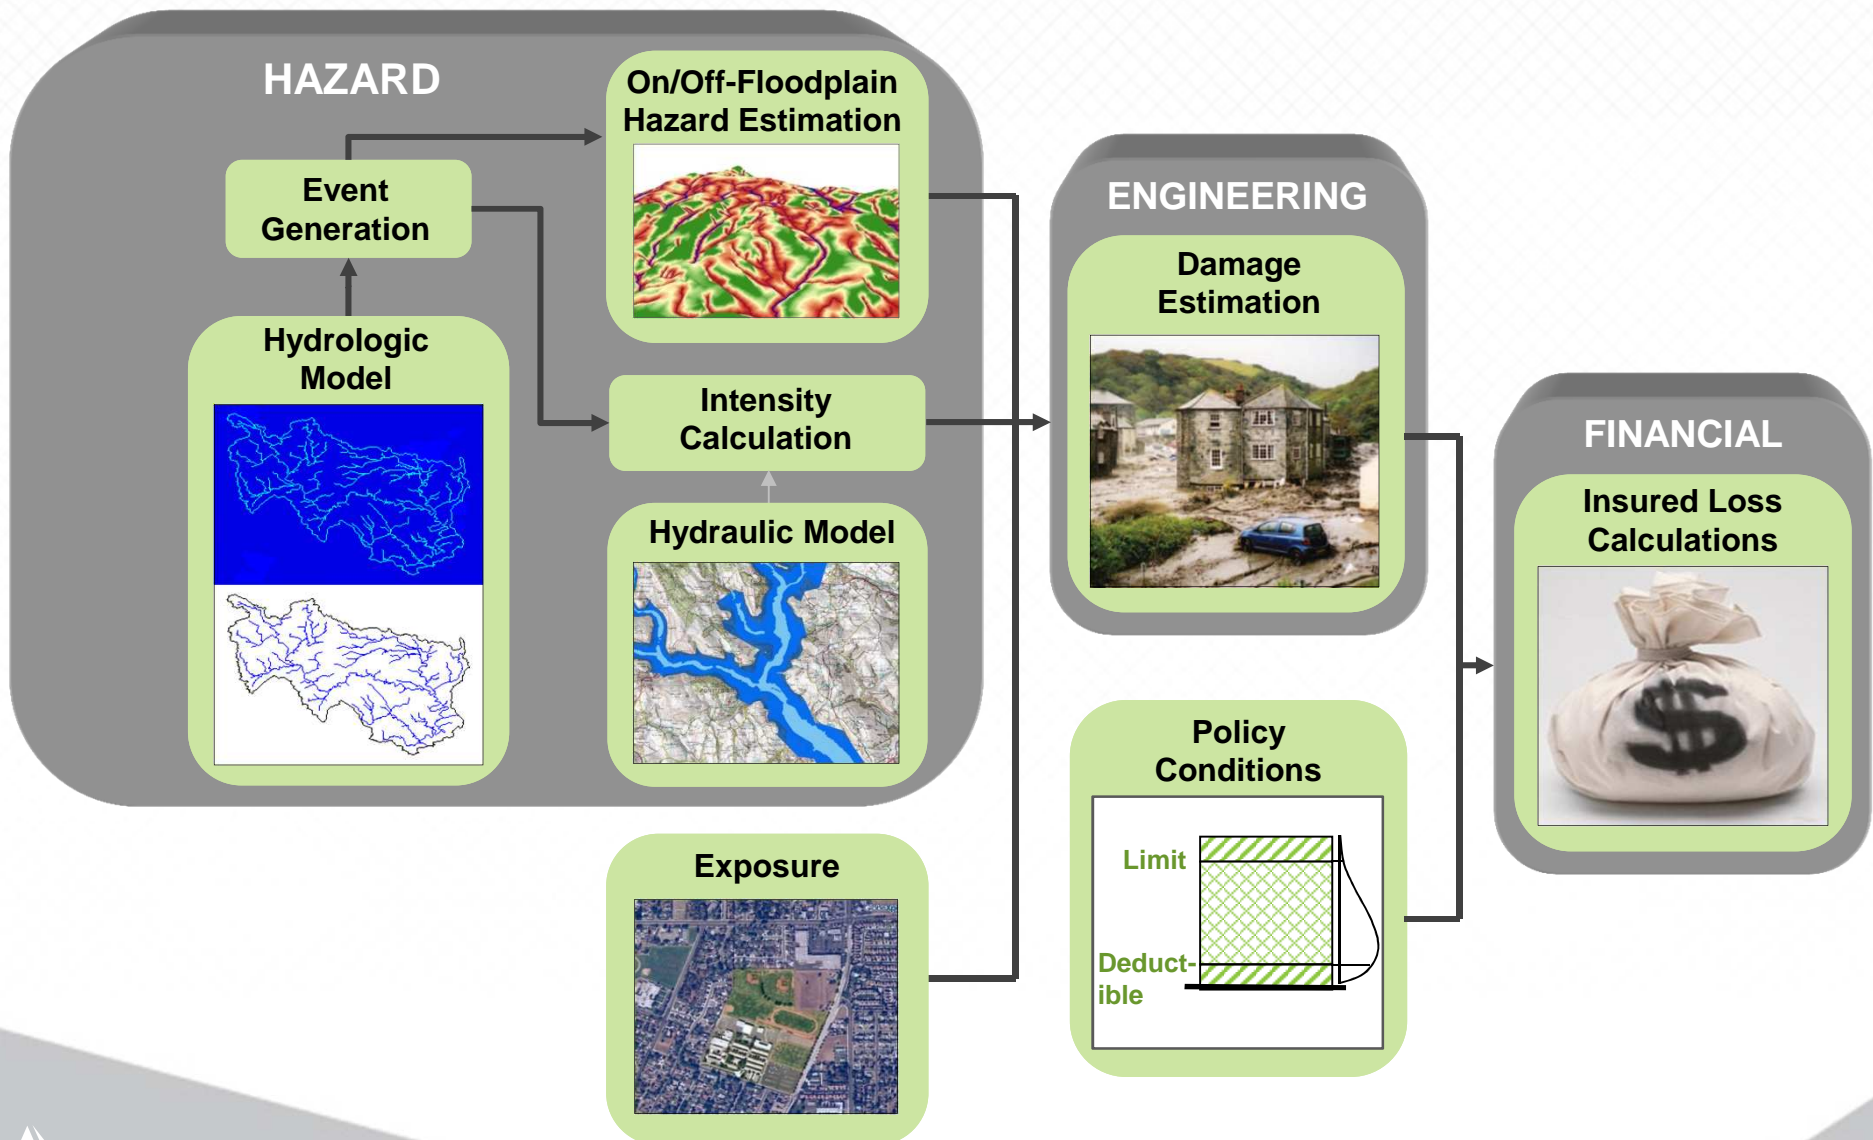 HAZARD
On/Off-Floodplain
Hazard Estimation
Event
Generation
Hydrologic
Model
Intensity
Calculation
Hydraulic Model
Exposure
ENGINEERING
Damage
Estimation
Policy
Conditions
Limit
Deduct-
ible
FINANCIAL
Insured Loss
Calculations
$